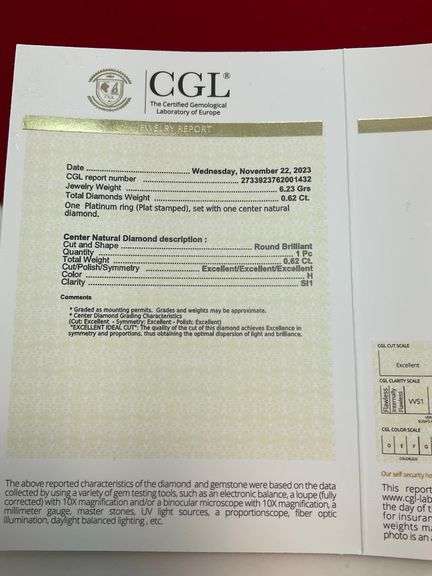 CGL®
The Certified Gemological
Laboratory of Europe
JEWELRY REPORT
Date ................ Wednesday, November 22, 2023
CGL report number ................ 2733923762001432
Jewelry Weight ................ 6.23 Grs
Total Diamonds Weight ................ 0.62 Ct.
One Platinum ring (Plat stamped), set with one center natural
diamond.
Center Natural Diamond description :
Cut and Shape ................ Round Brilliant
Quantity ................ 1 Pc
Total Weight ................ 0.62 Ct.
Cut/Polish/Symmetry ................ Excellent/Excellent/Excellent
Color ................ H
Clarity ................ SI1
Comments
* Graded as mounting permits. Grades and weights may be approximate.
* Center Diamond Grading Characteristics
(Cut: Excellent - Symmetry: Excellent - Polish: Excellent)
"EXCELLENT IDEAL CUT": The quality of the cut of this diamond achieves Excellence in
symmetry and proportions, thus obtaining the optimal dispersion of light and brilliance.
The above reported characteristics of the diamond and gemstone were based on the data
collected by using a variety of gem testing tools, such as an electronic balance, a loupe (fully
corrected) with 10X magnification and/or a binocular microscope with 10X magnification, a
millimeter gauge, master stones, UV light sources, a proportionscope, fiber optic
illumination, daylight balanced lighting , etc.
CGL CUT SCALE
Excellent
CGL CLARITY SCALE
Flawless
Internally
Flawless
VVS1
CGL COLOR SCALE
D E F G
COLORLESS
Our self security ho
This report
www.cgl-lab
the day of t
for insuran
weights ma
photo is an